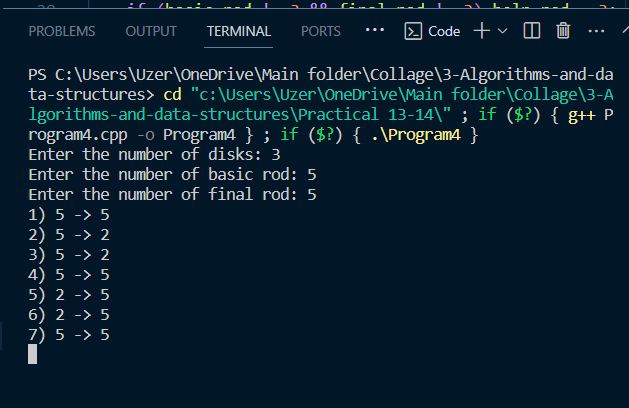 PROBLEMS OUTPUT TERMINAL PORTS ... Code
PS C:\Users\Uzer\OneDrive\Main folder\Collage\3-Algorithms-and-da
ta-structures> cd "c:\Users\Uzer\OneDrive\Main folder\Collage\3-A
lgorithms-and-data-structures\Practical 13-14\" ; if ($?) { g++ P
rogram4.cpp -o Program4 } ; if ($?) { .\Program4 }
Enter the number of disks: 3
Enter the number of basic rod: 5
Enter the number of final rod: 5
1) 5 -> 5
2) 5 -> 2
3) 5 -> 2
4) 5 -> 5
5) 2 -> 5
6) 2 -> 5
7) 5 -> 5